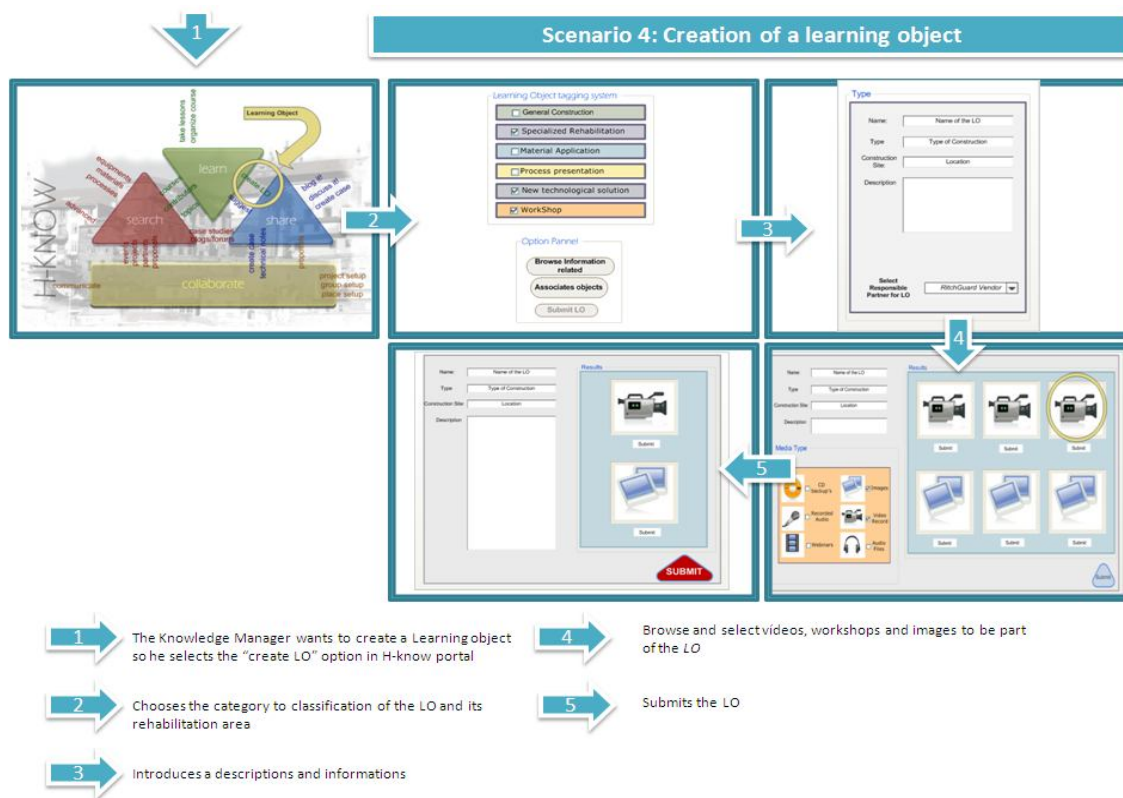 1
Scenario 4: Creation of a learning object
Learning Object
take lessons
organize course
equipments
materials
processes
advanced
learn
create LO
search
share
blog it
discuss it
create case
case studies
blogs/forum
events
projects
partners
proposals
create case
technical notes
proposals
H-KNOW
communicate
collaborate
project setup
group setup
place setup
2
Learning Object tagging system
General Construction
Specialized Rehabilitation
Material Application
Process presentation
New technological solution
WorkShop
Option Pannel
Browse Information
related
Associates objects
Submit LO
3
Type
Name:
Name of the LO
Type
Type of Construction
Construction
Site:
Location
Description
Select
Responsible
Partner for LO
RitchGuard Vendor
4
Name:
Name of the LO
Type
Type of Construction
Construction Site:
Location
Description
Results
Submit
Submit
SUBMIT
5
Name:
Name of the LO
Type
Type of Construction
Construction Site:
Location
Description
Media Type
CD
backup's
Images
Recorded
Audio
Video
Record
Webinars
Audio
Files
Results
Submit
Submit
Submit
Submit
Submit
Submit
Submit
1
The Knowledge Manager wants to create a Learning object
so he selects the “create LO” option in H-know portal
2
Chooses the category to classification of the LO and its
rehabilitation area
3
Introduces a descriptions and informations
4
Browse and select vídeos, workshops and images to be part
of the LO
5
Submits the LO